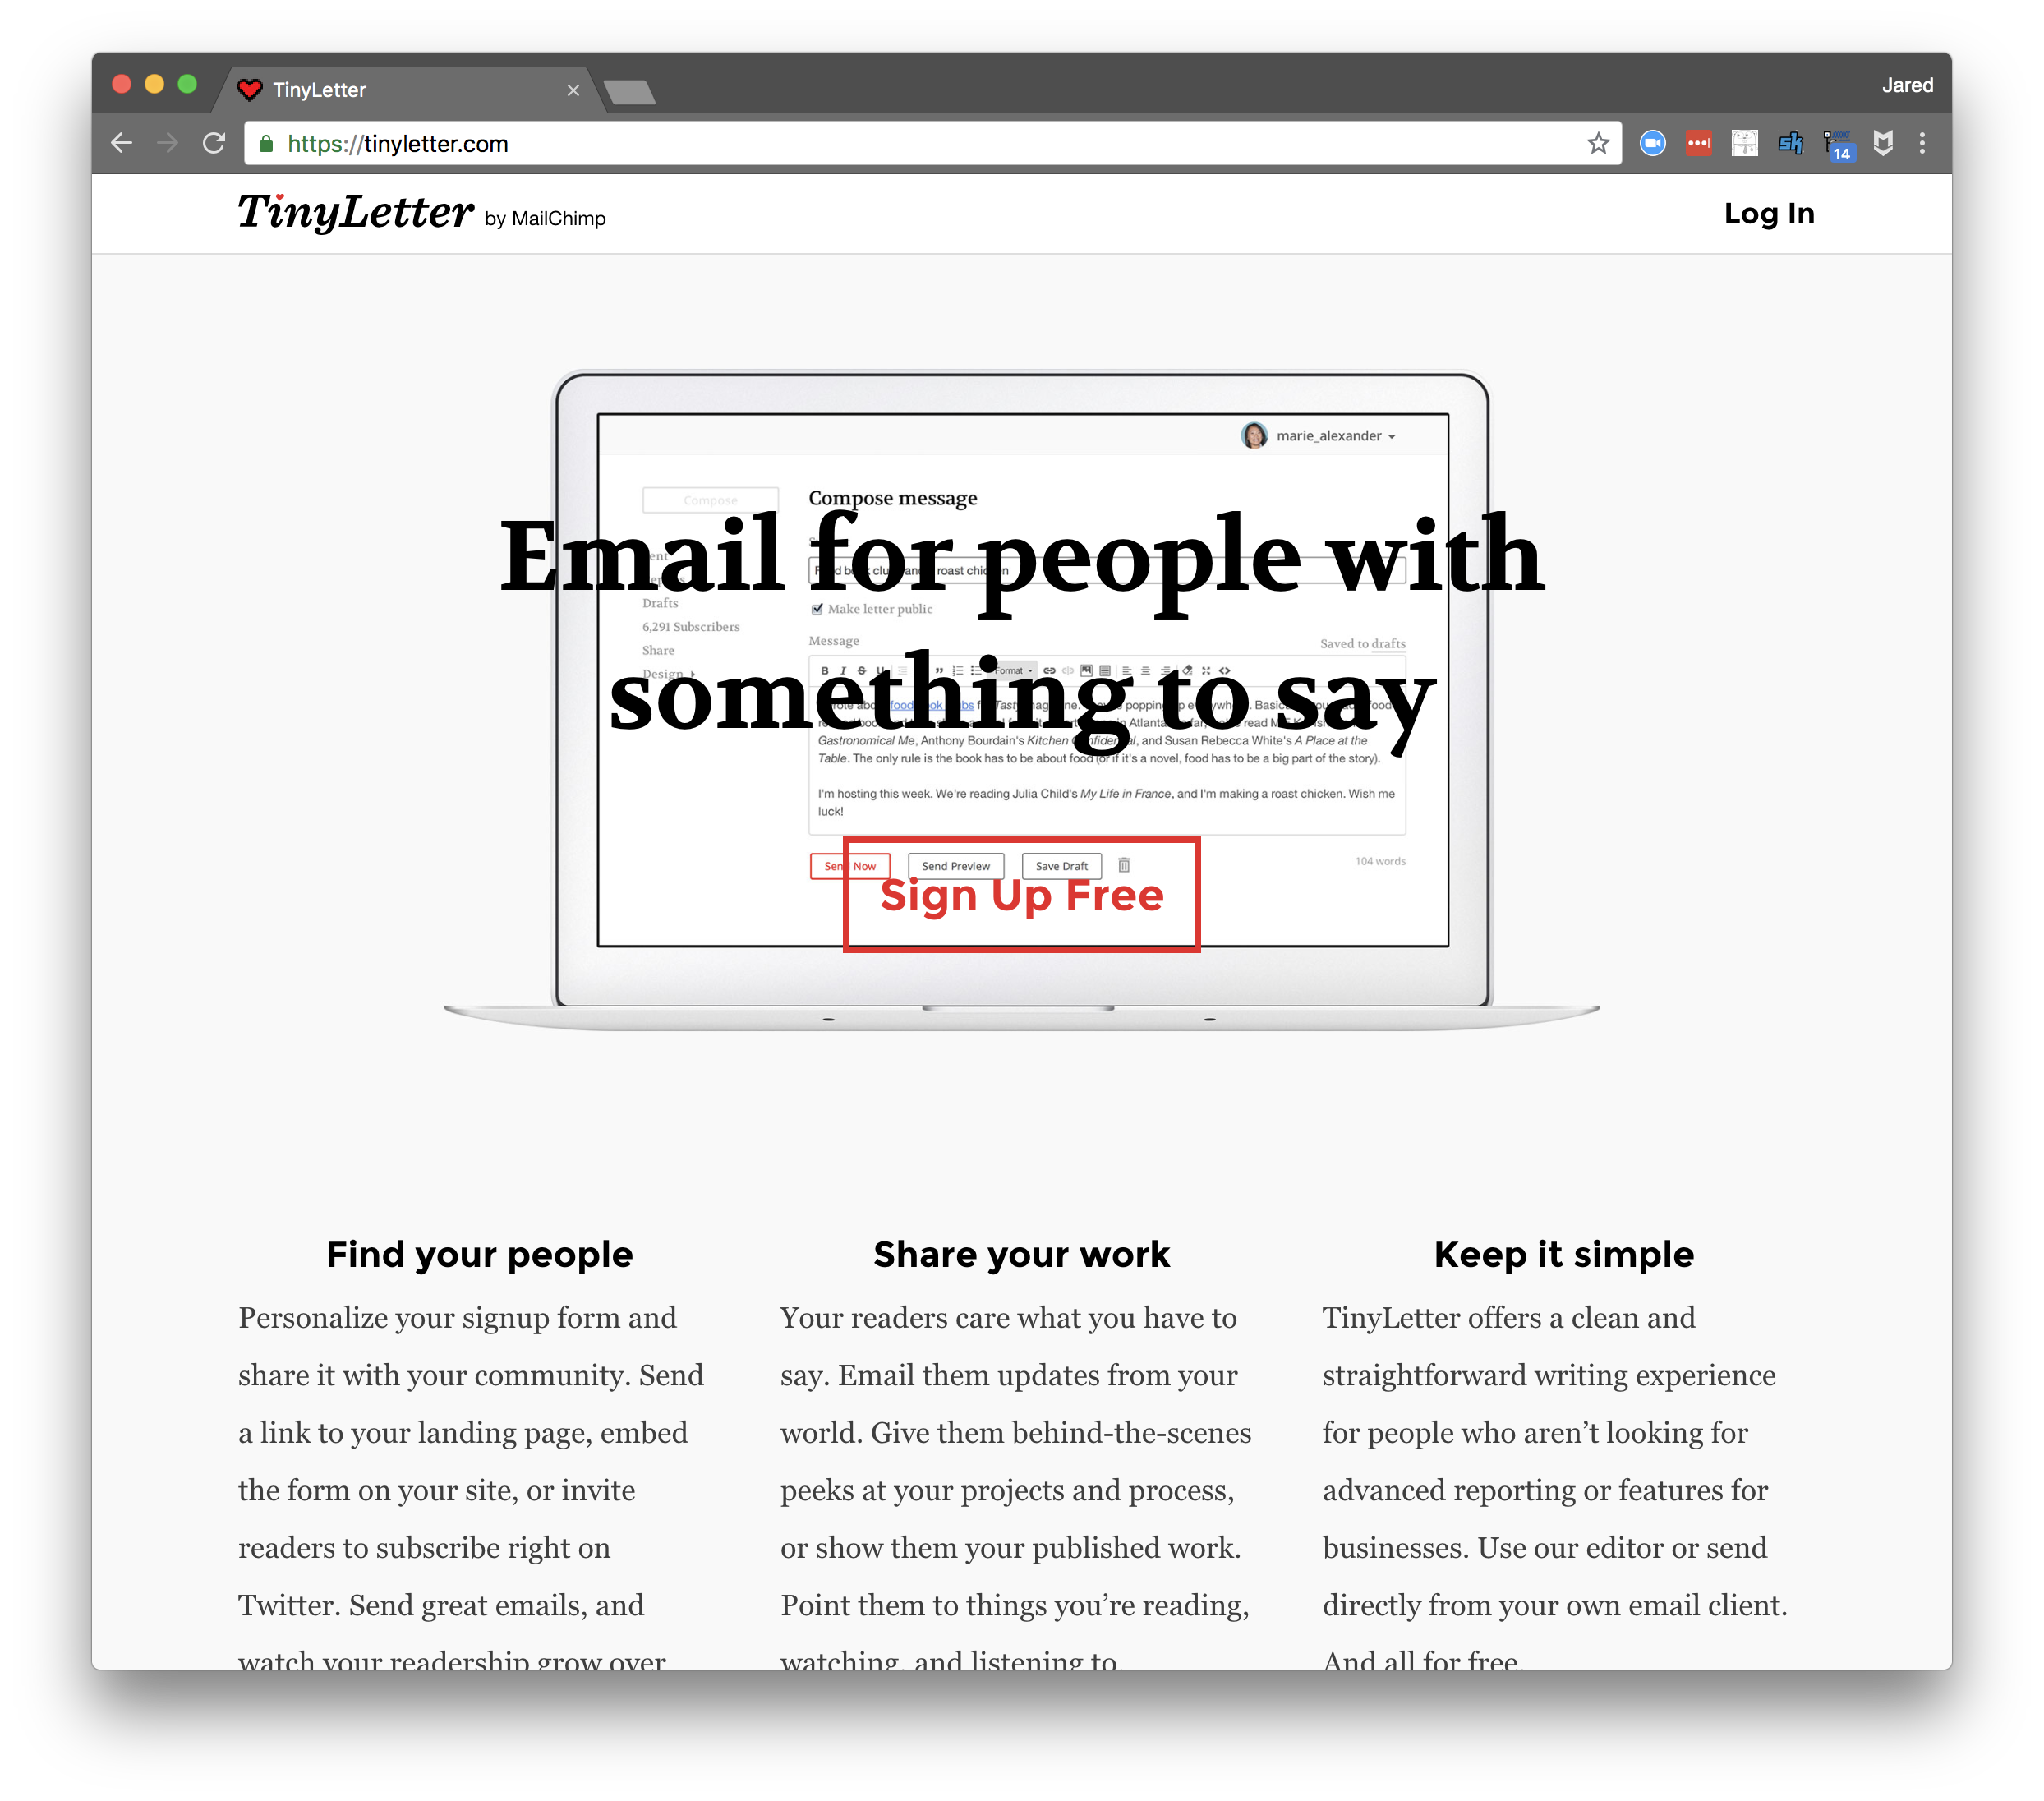 TinyLetter
Jared
https://tinyletter.com
14
TinyLetter by MailChimp
Log In
marie_alexander
Compose
Compose message
Email for people with
something to say
Drafts
Make letter public
6,291 Subscribers
Message
Saved to drafts
Share
Design
B I S U
Format
Gastronomical Me, Anthony Bourdain's Kitchen Confidential, and Susan Rebecca White's A Place at the
Table. The only rule is the book has to be about food (or if it's a novel, food has to be a big part of the story).
I'm hosting this week. We're reading Julia Child's My Life in France, and I'm making a roast chicken. Wish me
luck!
Send Now
Send Preview
Save Draft
104 words
Sign Up Free
Find your people
Personalize your signup form and
share it with your community. Send
a link to your landing page, embed
the form on your site, or invite
readers to subscribe right on
Twitter. Send great emails, and
watch your readership grow over
Share your work
Your readers care what you have to
say. Email them updates from your
world. Give them behind-the-scenes
peeks at your projects and process,
or show them your published work.
Point them to things you're reading,
watching, and listening to.
Keep it simple
TinyLetter offers a clean and
straightforward writing experience
for people who aren't looking for
advanced reporting or features for
businesses. Use our editor or send
directly from your own email client.
And all for free.